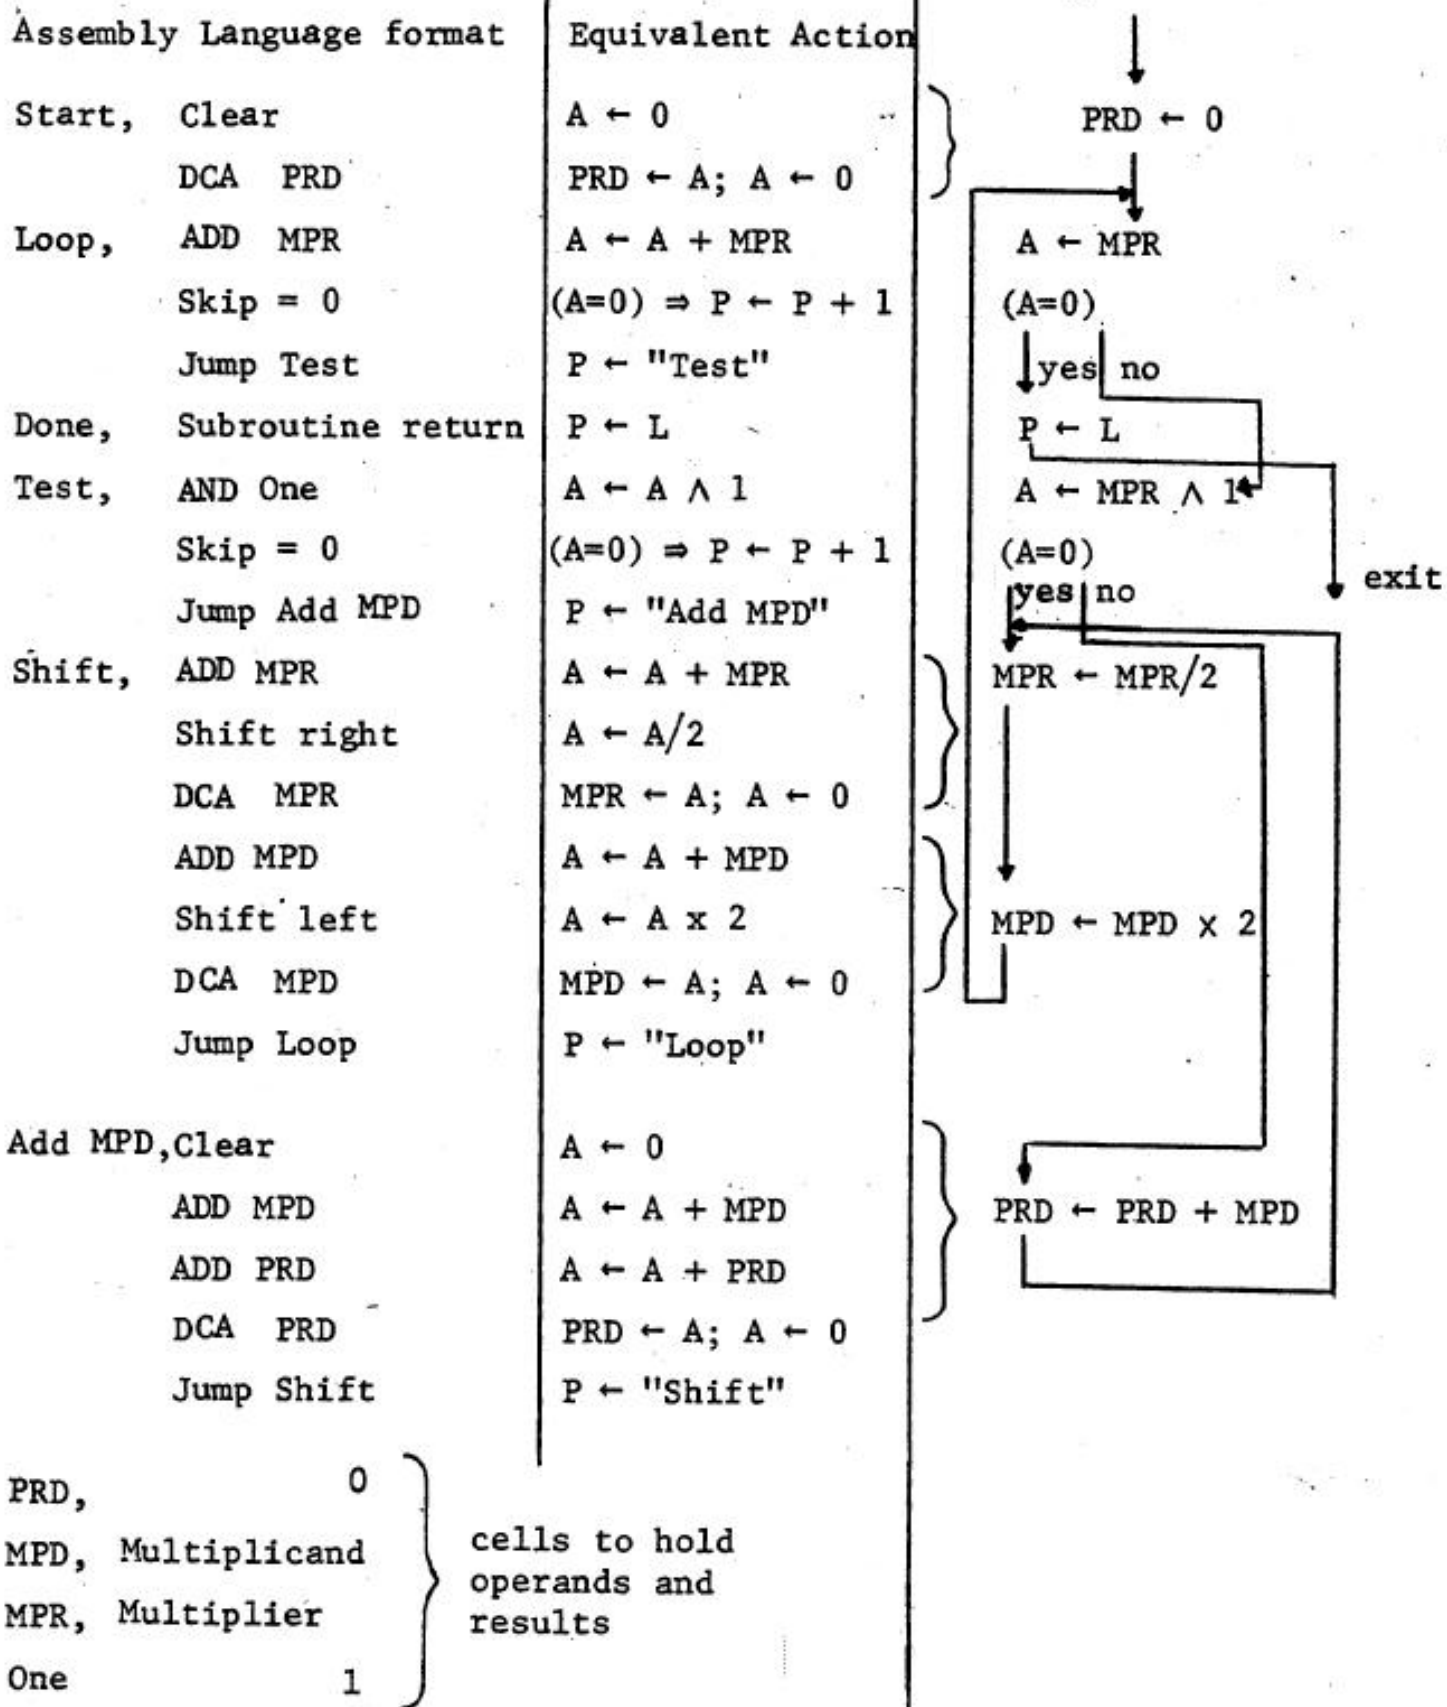 Assembly Language format Equivalent Action
Start, Clear A ← 0 PRD ← 0
DCA PRD PRD ← A; A ← 0
Loop, ADD MPR A ← A + MPR A ← MPR
Skip = 0 (A=0) ⇒ P ← P + 1 (A=0)
Jump Test P ← "Test" yes no
Done, Subroutine return P ← L P ← L
Test, AND One A ← A ∧ 1 A ← MPR ∧ 1
Skip = 0 (A=0) ⇒ P ← P + 1 (A=0)
exit
Jump Add MPD P ← "Add MPD" yes no
Shift, ADD MPR A ← A + MPR MPR ← MPR/2
Shift right A ← A/2
DCA MPR MPR ← A; A ← 0
ADD MPD A ← A + MPD
Shift left A ← A x 2 MPD ← MPD x 2
DCA MPD MPD ← A; A ← 0
Jump Loop P ← "Loop"
Add MPD, Clear A ← 0
ADD MPD A ← A + MPD PRD ← PRD + MPD
ADD PRD A ← A + PRD
DCA PRD PRD ← A; A ← 0
Jump Shift P ← "Shift"
PRD, 0
MPD, Multiplicand
MPR, Multiplier
One 1
cells to hold
operands and
results